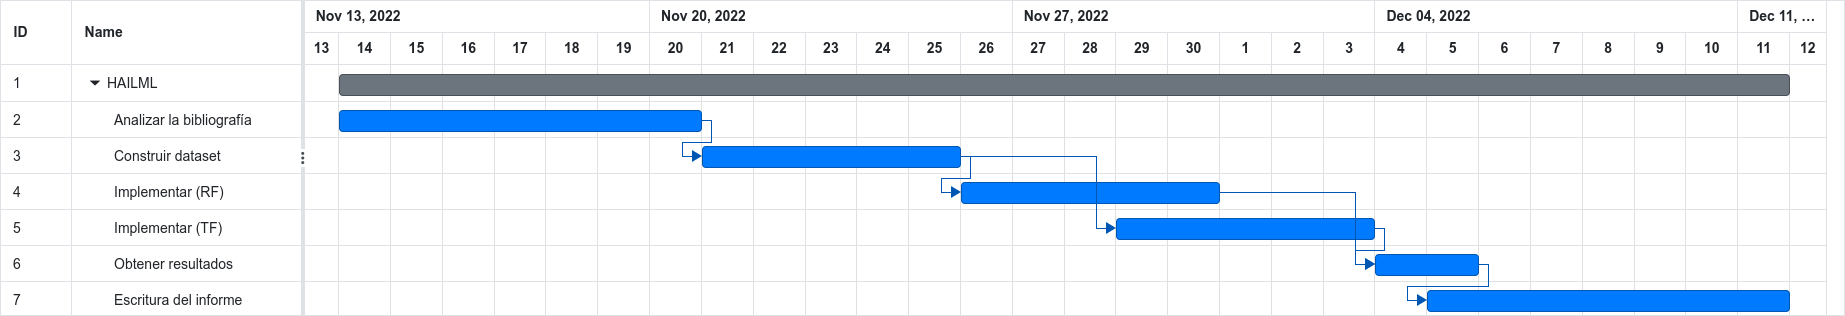 ID Name Nov 13, 2022 Nov 20, 2022 Nov 27, 2022 Dec 04, 2022 Dec 11, ...
13 14 15 16 17 18 19 20 21 22 23 24 25 26 27 28 29 30 1 2 3 4 5 6 7 8 9 10 11 12
1 HAILML
2 Analizar la bibliografía
3 Construir dataset
4 Implementar (RF)
5 Implementar (TF)
6 Obtener resultados
7 Escritura del informe